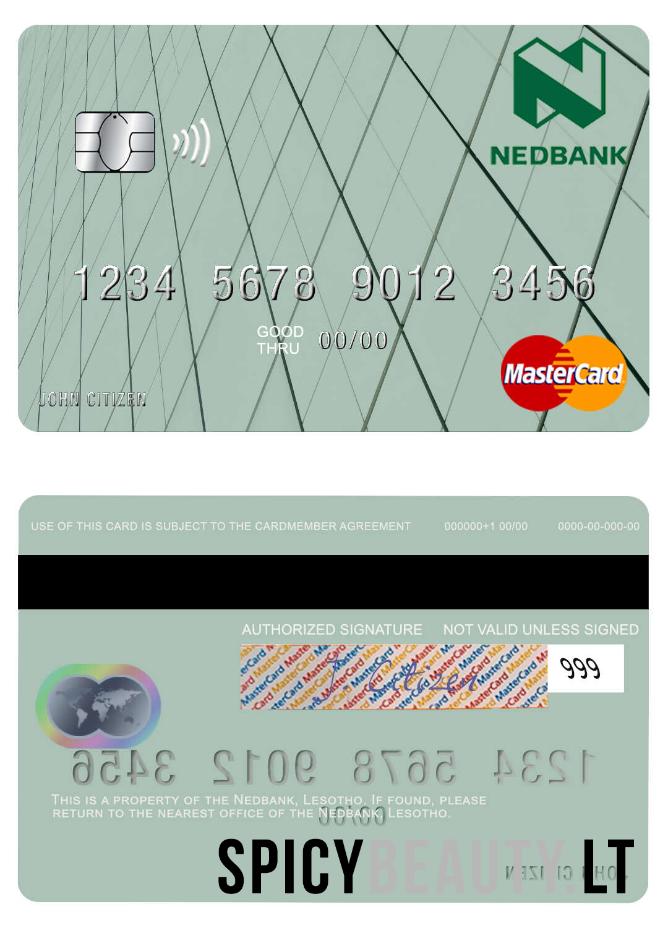 NEDBANK
1234 5678 9012 3456
GOOD THRU 00/00
MasterCard
JOHN CITIZEN
USE OF THIS CARD IS SUBJECT TO THE CARDMEMBER AGREEMENT 000000+1 00/00 0000-00-000-00
AUTHORIZED SIGNATURE NOT VALID UNLESS SIGNED
J. Citizen 999
1234 5678 9012 3456
THIS IS A PROPERTY OF THE NEDBANK, LESOTHO. IF FOUND, PLEASE
RETURN TO THE NEAREST OFFICE OF THE NEDBANK, LESOTHO.
00/00
SPICYBEAUTY.LT
JOHN CITIZEN